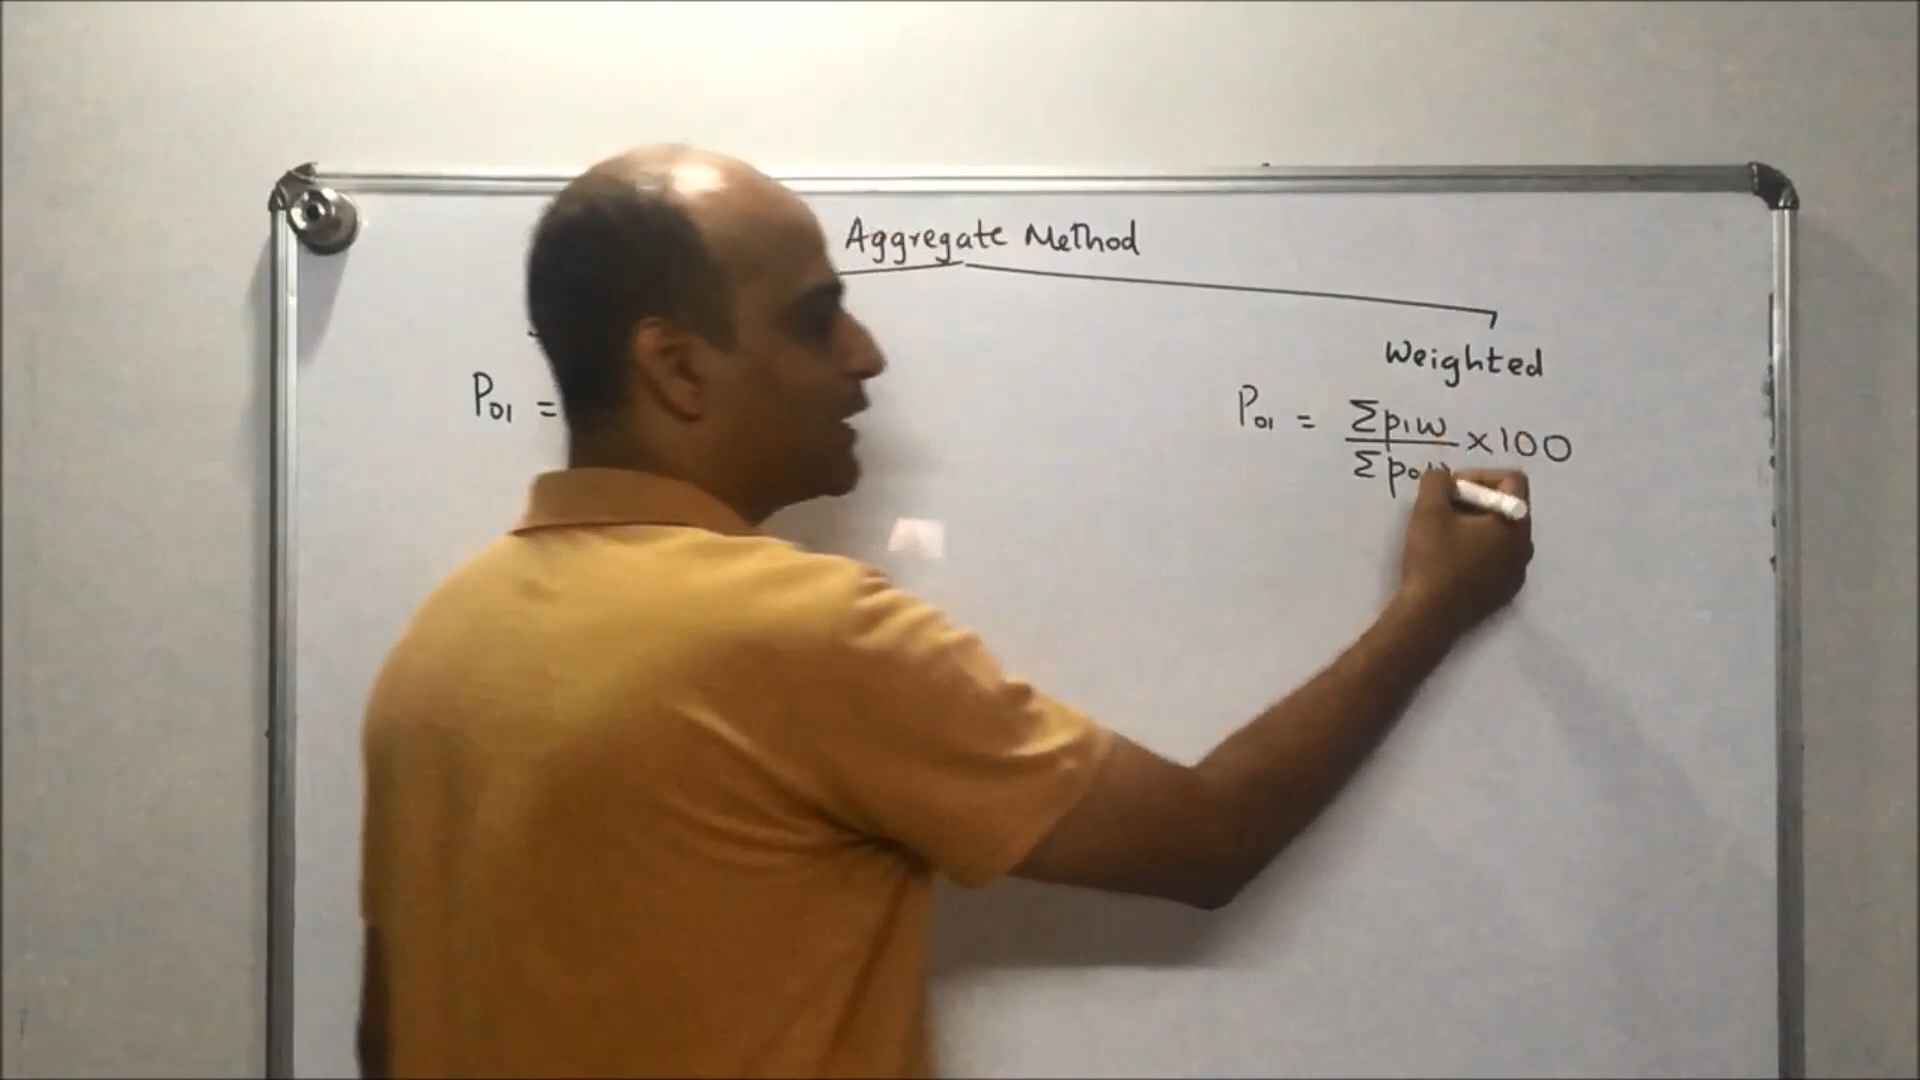 Aggregate Method
Weighted
P01 =
P01 = Σp1w / Σp0w × 100